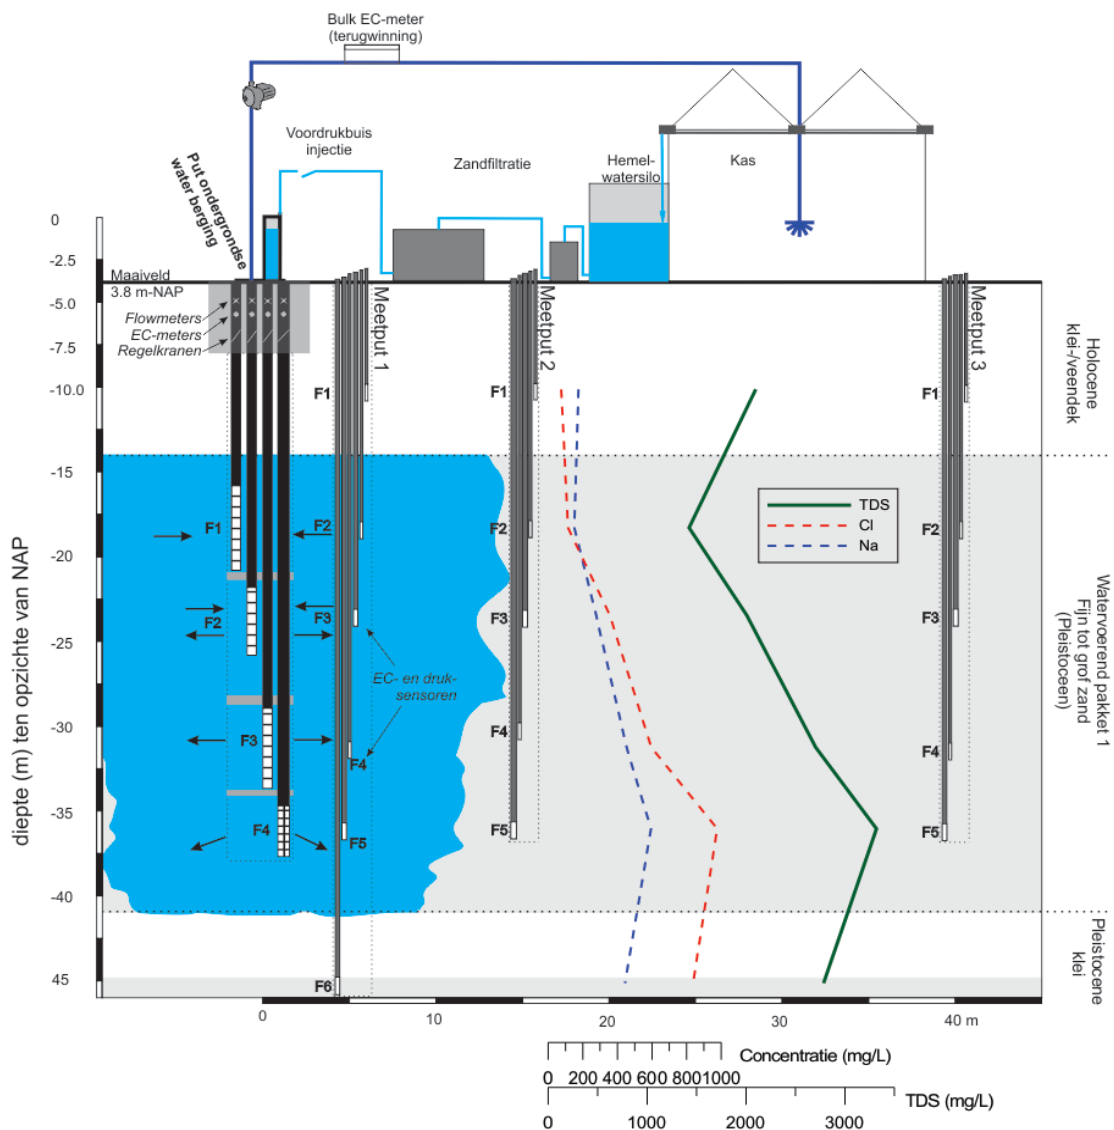 Bulk EC-meter
(terugwinning)
Voordrukbuis
injectie
Zandfiltratie
Hemel-
watersilo
Kas
Put ondergrondse
water berging
Maaiveld
3.8 m-NAP
Flowmeters
EC-meters
Regelkranen
Meetput 1
Meetput 2
Meetput 3
diepte (m) ten opzichte van NAP
0
-2.5
-5.0
-7.5
-10.0
-15
-20
-25
-30
-35
-40
45
F1
F2
F3
F4
F1
F2
F3
F4
F5
F6
EC- en druk-
sensoren
F1
F2
F3
F4
F5
F1
F2
F3
F4
F5
TDS
Cl
Na
Holocene
klei-/veendek
Watervoerend pakket 1
Fijn tot grof zand
(Pleistoceen)
Pleistocene
klei
0 10 20 30 40 m
Concentratie (mg/L)
0 200 400 600 800 1000
TDS (mg/L)
0 1000 2000 3000